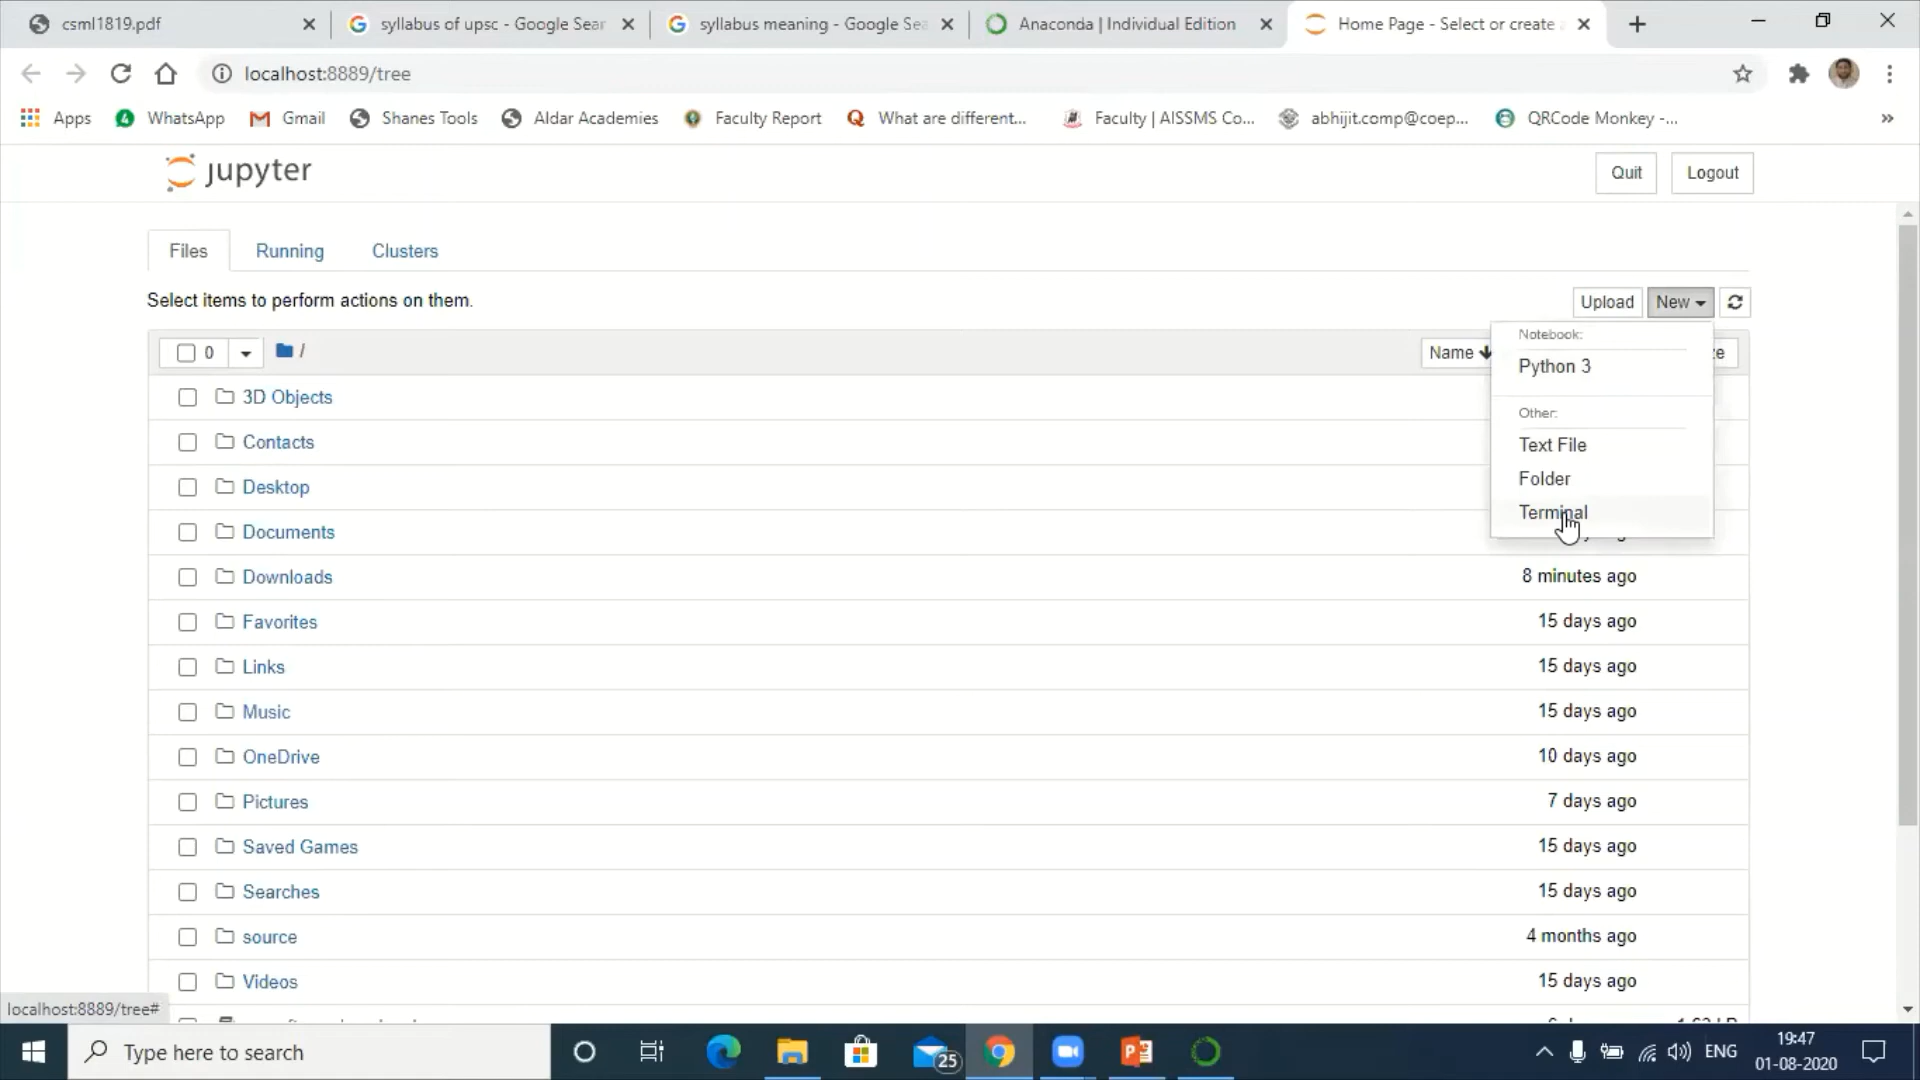 csml1819.pdf
syllabus of upsc - Google Sear
syllabus meaning - Google Sea
Anaconda | Individual Edition
Home Page - Select or create a
localhost:8889/tree
Apps
WhatsApp
Gmail
Shanes Tools
Aldar Academies
Faculty Report
What are different...
Faculty | AISSMS Co...
abhijit.comp@coep...
QRCode Monkey -...
»
jupyter
Quit
Logout
Files
Running
Clusters
Select items to perform actions on them.
Upload
New
0
/
Name
ze
Notebook:
Python 3
Other:
Text File
Folder
Terminal
3D Objects
Contacts
Desktop
Documents
Downloads
8 minutes ago
Favorites
15 days ago
Links
15 days ago
Music
15 days ago
OneDrive
10 days ago
Pictures
7 days ago
Saved Games
15 days ago
Searches
15 days ago
source
4 months ago
Videos
15 days ago
localhost:8889/tree#
Type here to search
25
ENG
19:47
01-08-2020